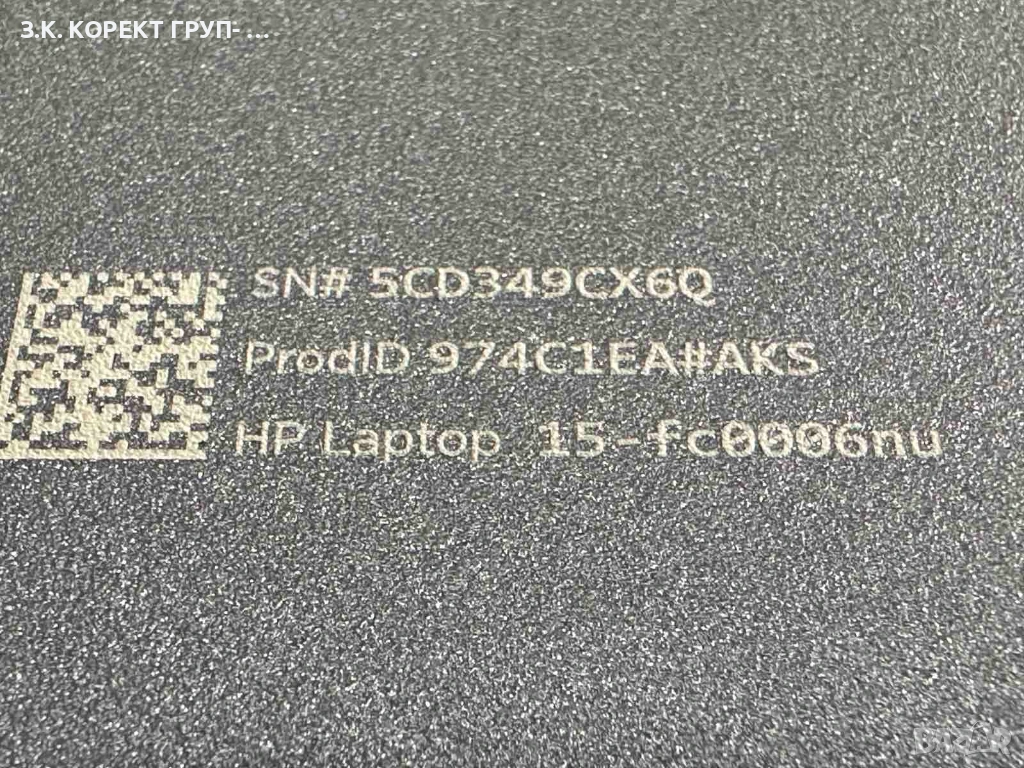 З.К. КОРЕКТ ГРУП- ...
SN# 5CD349CX6Q
ProdID 974C1EA#AKS
HP Laptop 15-fc0006nu